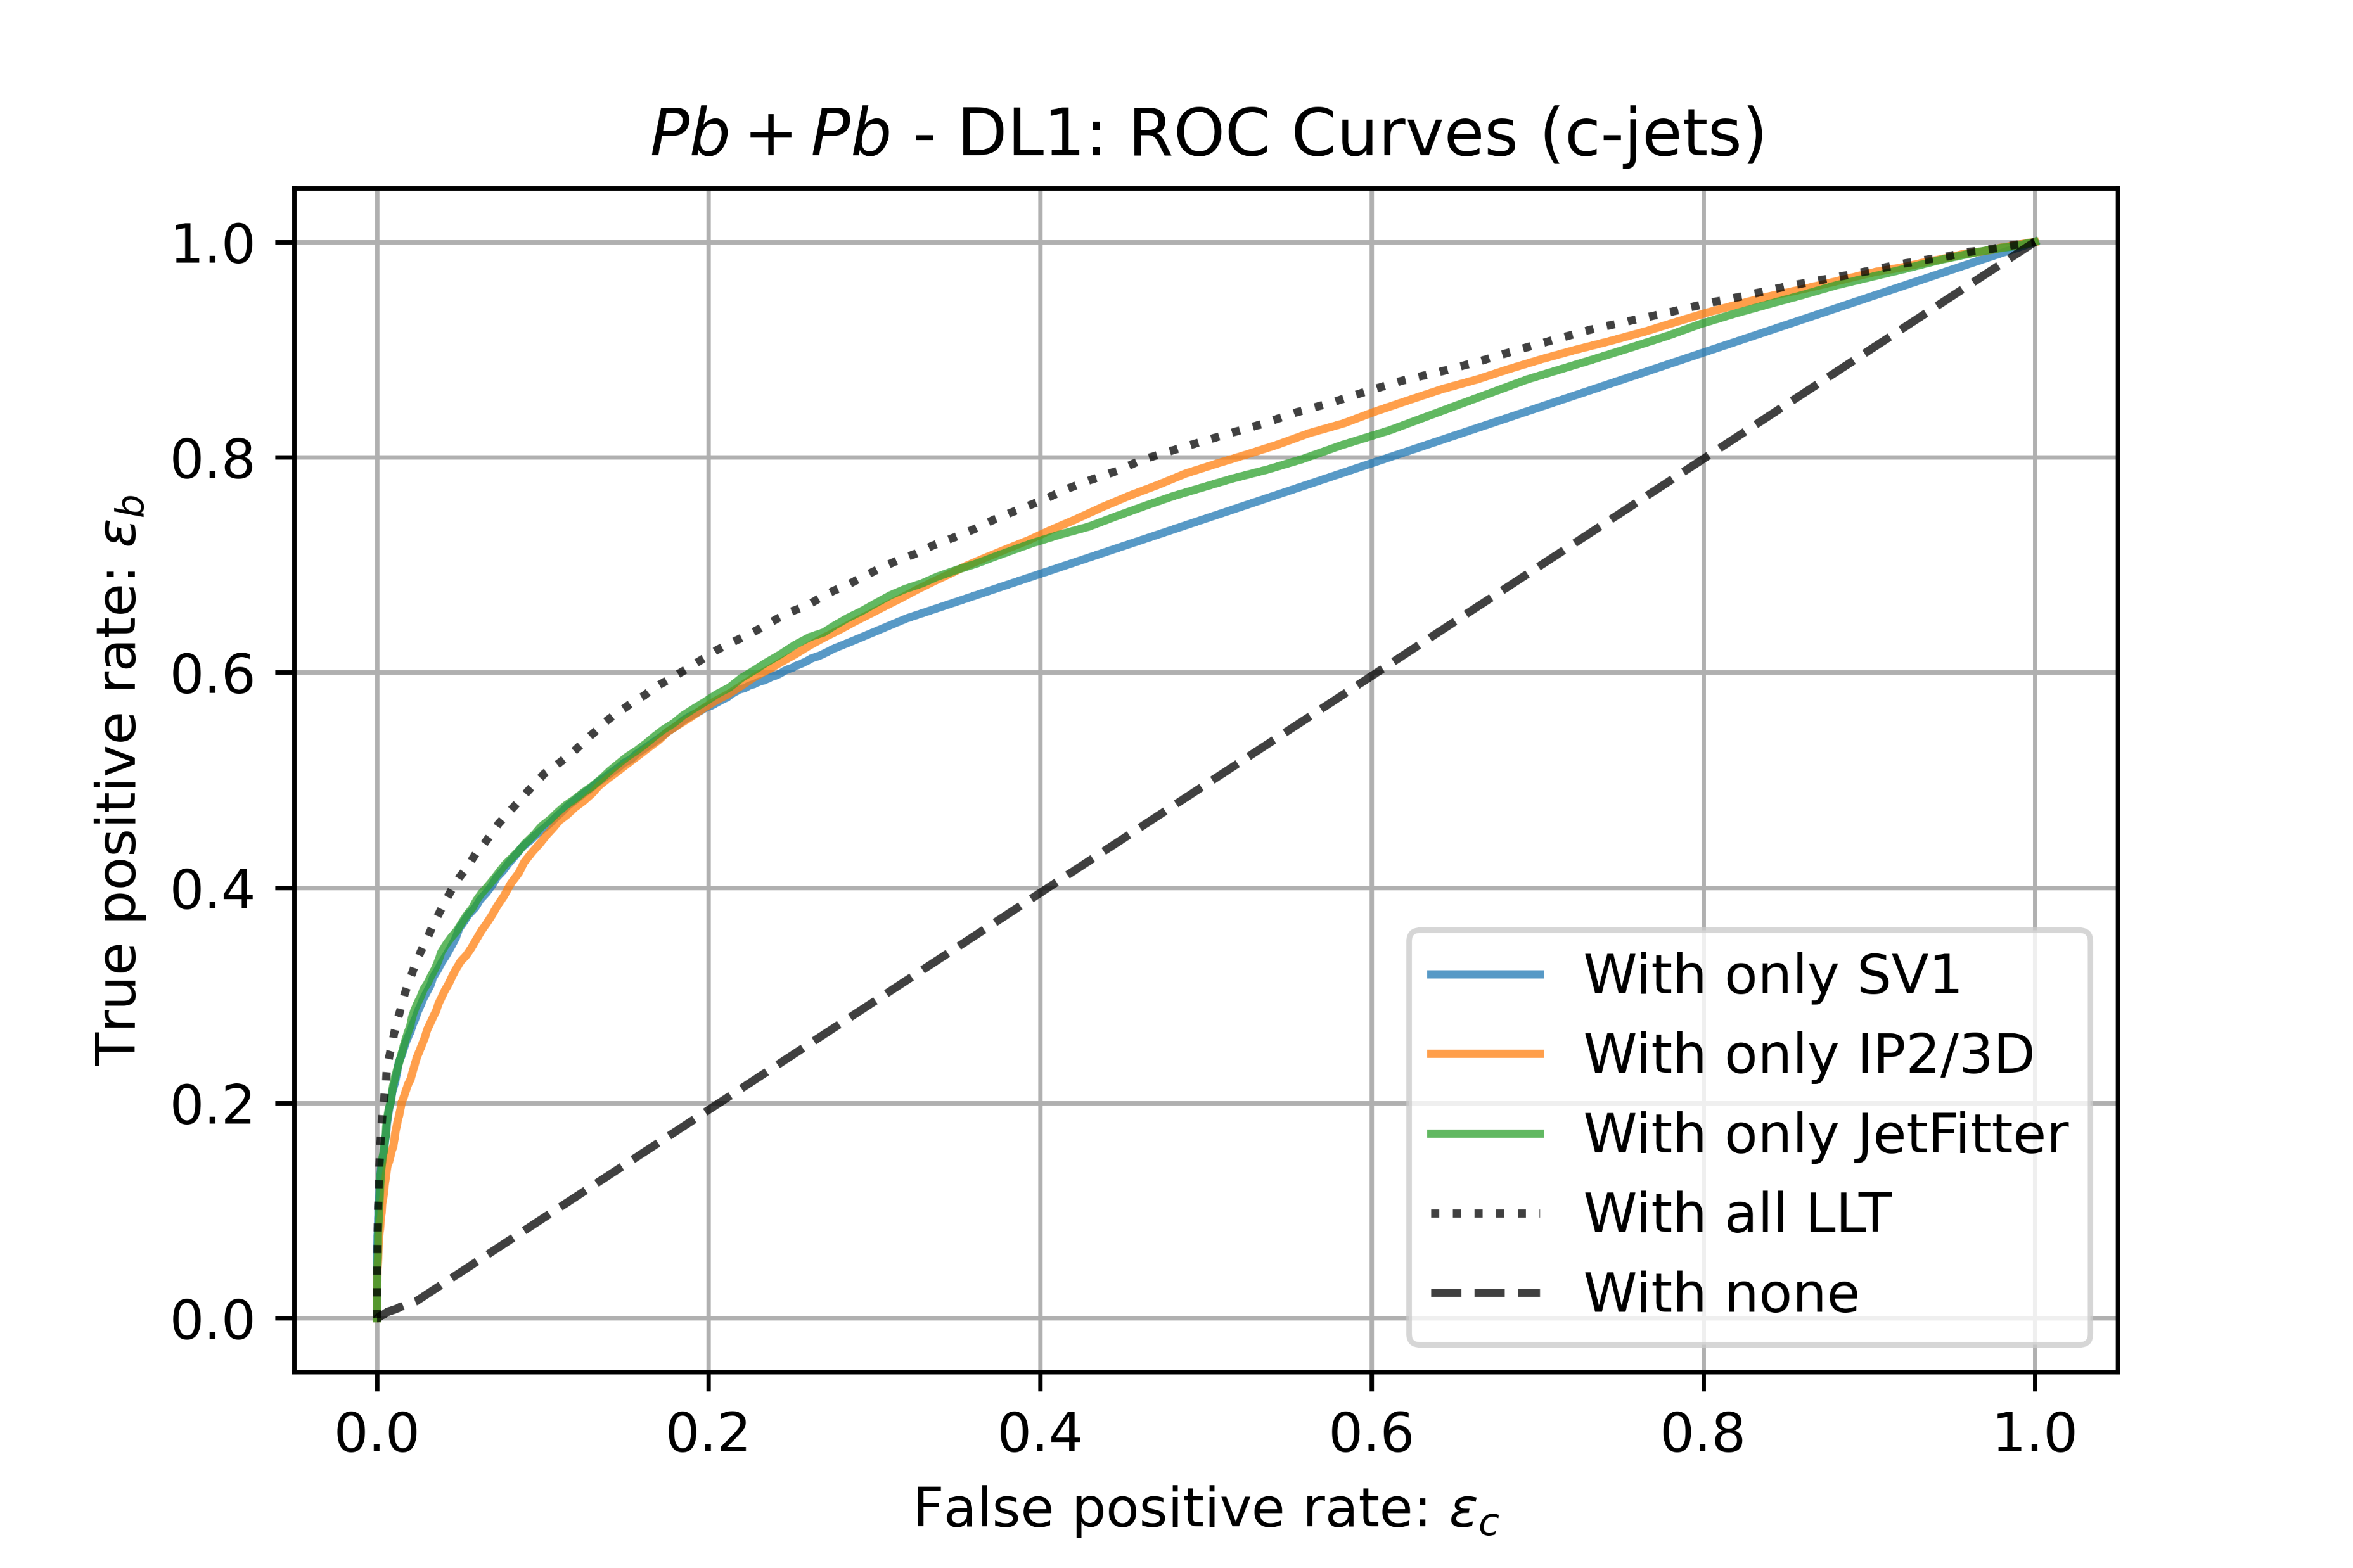 Pb + Pb - DL1: ROC Curves (c-jets)
True positive rate: ε_b
1.0
0.8
0.6
0.4
0.2
0.0
With only SV1
With only IP2/3D
With only JetFitter
With all LLT
With none
0.0 0.2 0.4 0.6 0.8 1.0
False positive rate: ε_c